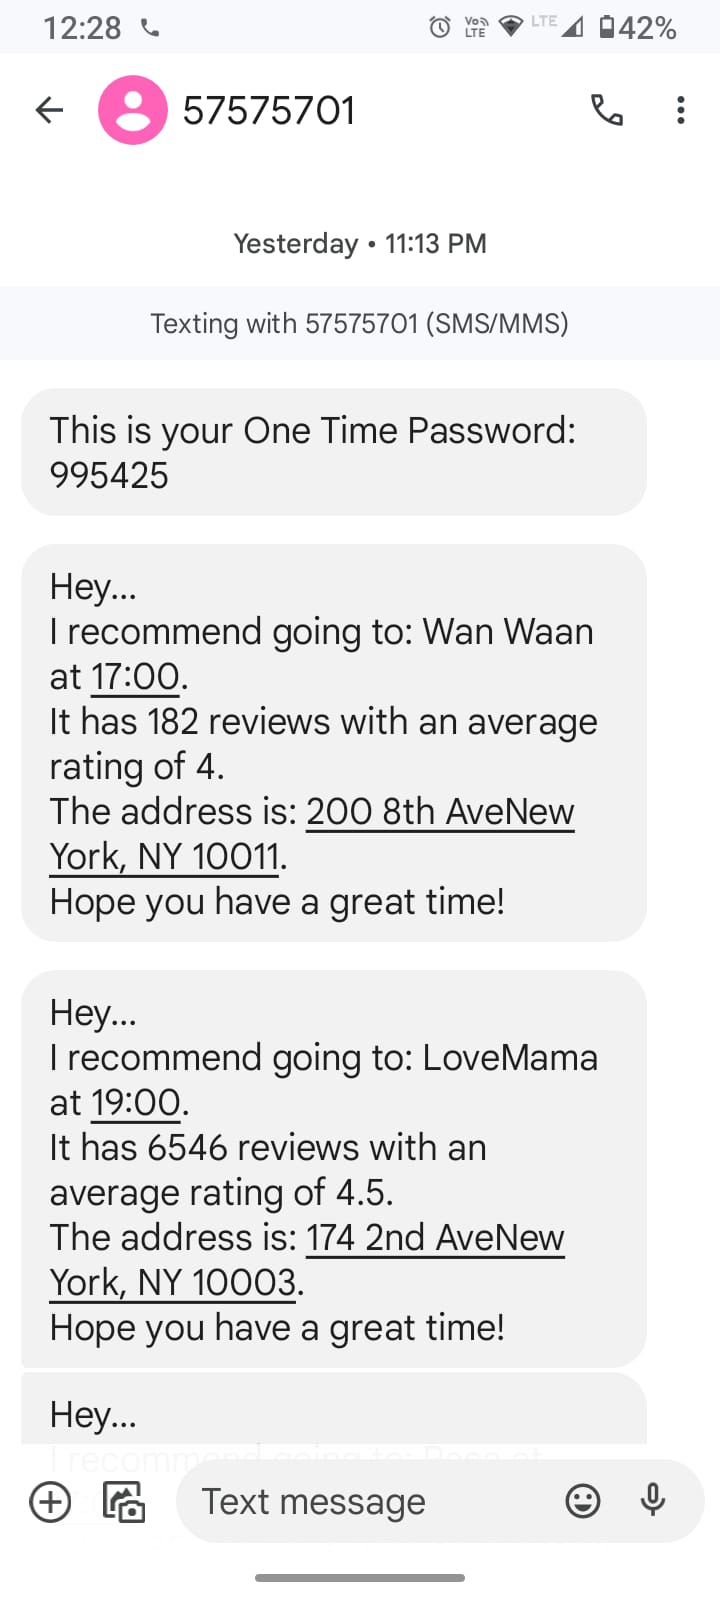 12:28
Vo LTE LTE 42%
57575701
Yesterday • 11:13 PM
Texting with 57575701 (SMS/MMS)
This is your One Time Password:
995425
Hey...
I recommend going to: Wan Waan
at 17:00.
It has 182 reviews with an average
rating of 4.
The address is: 200 8th AveNew
York, NY 10011.
Hope you have a great time!
Hey...
I recommend going to: LoveMama
at 19:00.
It has 6546 reviews with an
average rating of 4.5.
The address is: 174 2nd AveNew
York, NY 10003.
Hope you have a great time!
Hey...
I recommend going to:
Text message